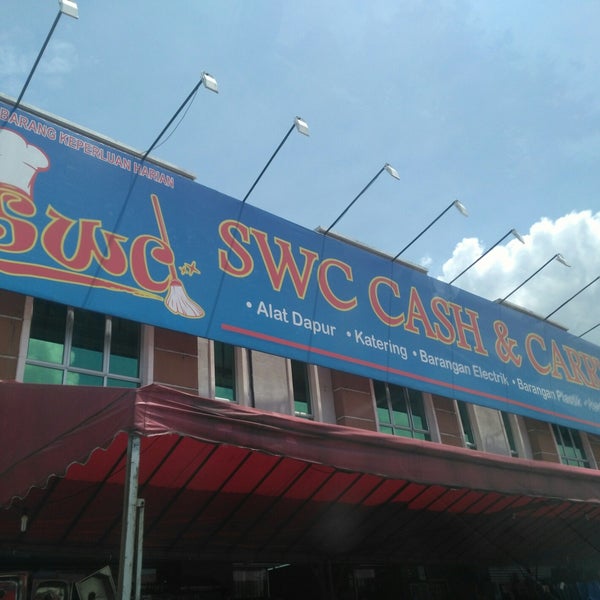 BARANG KEPERLUAN HARIAN
swc
SWC CASH & CARR
• Alat Dapur • Katering • Barangan Electrik • Barangan Plastik